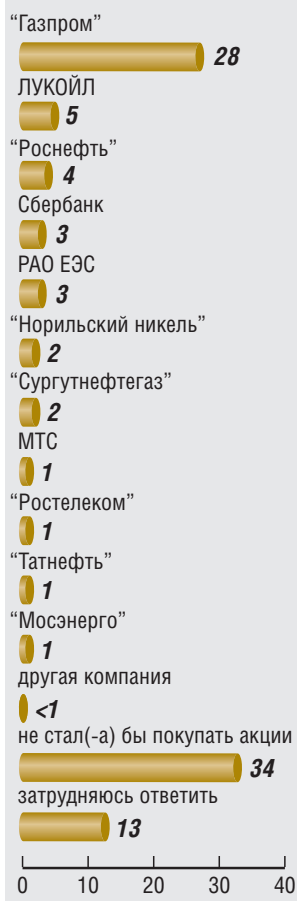 “Газпром”
28
ЛУКОЙЛ
5
“Роснефть”
4
Сбербанк
3
РАО ЕЭС
3
“Норильский никель”
2
“Сургутнефтегаз”
2
МТС
1
“Ростелеком”
1
“Татнефть”
1
“Мосэнерго”
1
другая компания
<1
не стал(-а) бы покупать акции
34
затрудняюсь ответить
13
0 10 20 30 40